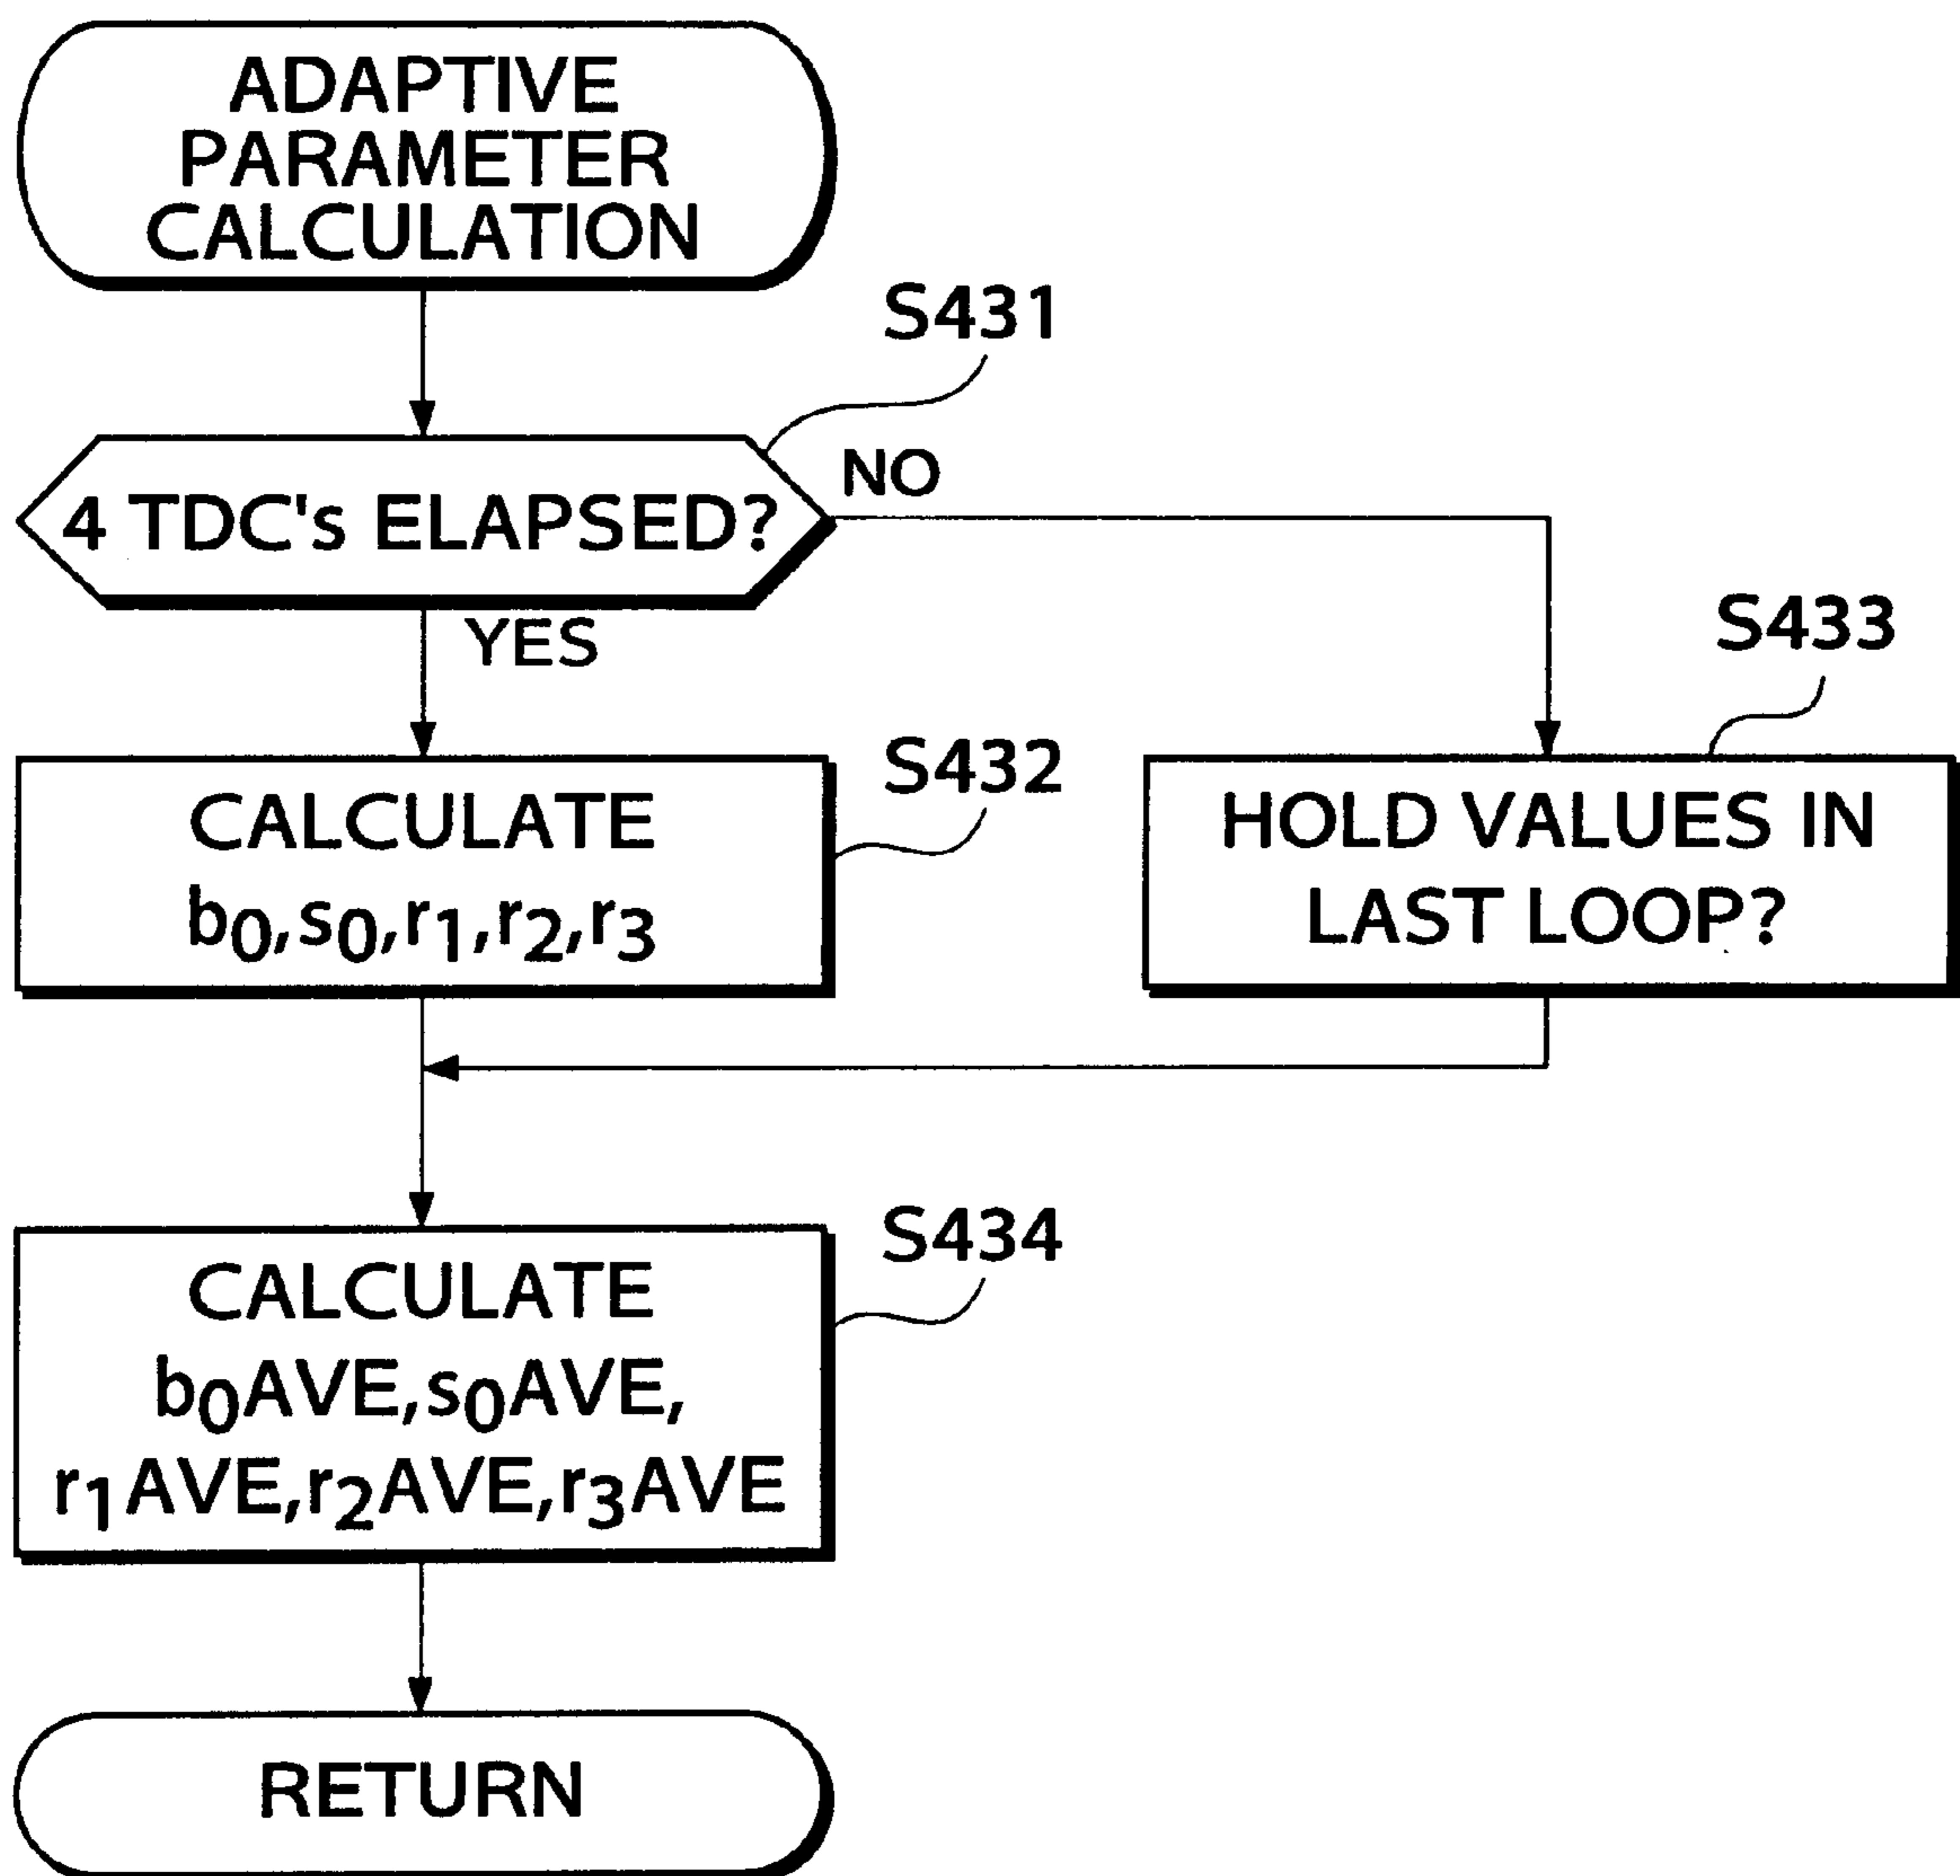 ADAPTIVE
PARAMETER
CALCULATION
S431
4 TDC's ELAPSED?
NO
YES
S433
S432
CALCULATE
b₀,s₀,r₁,r₂,r₃
HOLD VALUES IN
LAST LOOP?
S434
CALCULATE
b₀AVE,s₀AVE,
r₁AVE,r₂AVE,r₃AVE
RETURN